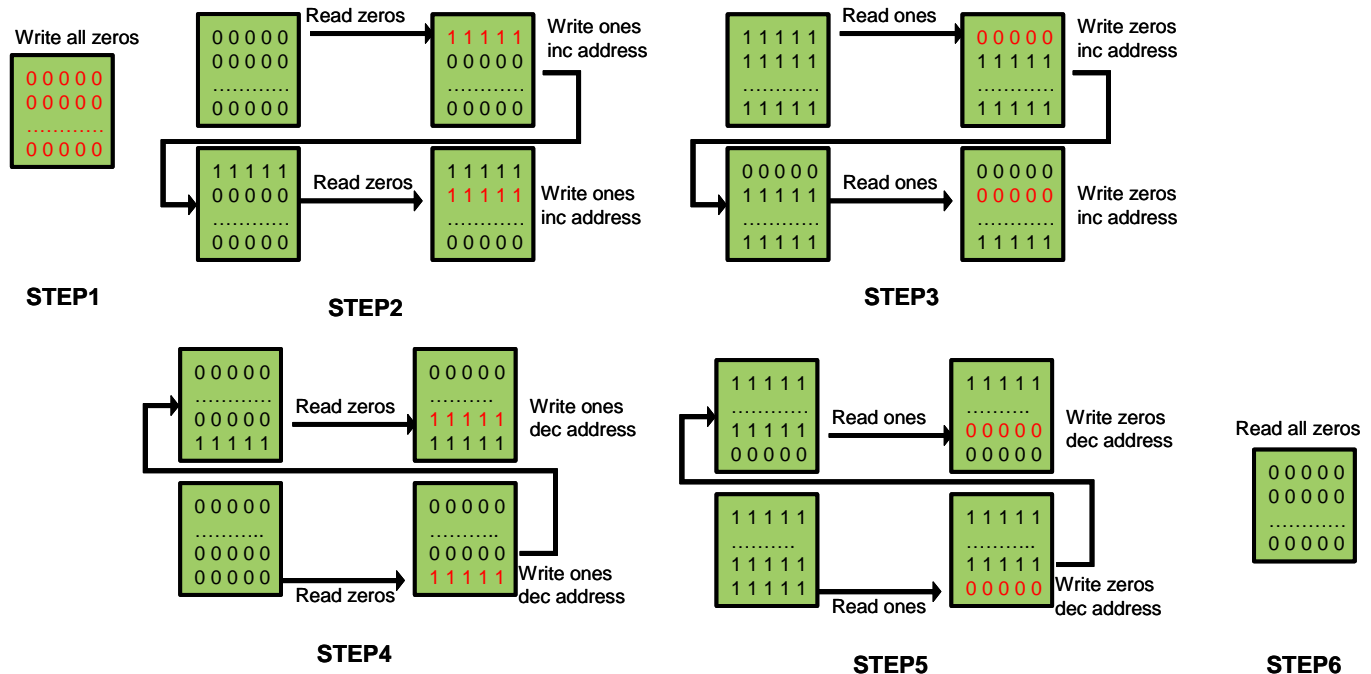 Write all zeros
0 0 0 0 0
0 0 0 0 0
............
0 0 0 0 0
STEP1
0 0 0 0 0
0 0 0 0 0
............
0 0 0 0 0
Read zeros
1 1 1 1 1
0 0 0 0 0
............
0 0 0 0 0
Write ones
inc address
1 1 1 1 1
0 0 0 0 0
............
0 0 0 0 0
Read zeros
1 1 1 1 1
1 1 1 1 1
............
0 0 0 0 0
Write ones
inc address
STEP2
1 1 1 1 1
1 1 1 1 1
............
1 1 1 1 1
Read ones
0 0 0 0 0
1 1 1 1 1
............
1 1 1 1 1
Write zeros
inc address
0 0 0 0 0
1 1 1 1 1
............
1 1 1 1 1
Read ones
0 0 0 0 0
0 0 0 0 0
............
1 1 1 1 1
Write zeros
inc address
STEP3
0 0 0 0 0
............
0 0 0 0 0
1 1 1 1 1
Read zeros
0 0 0 0 0
..........
1 1 1 1 1
1 1 1 1 1
Write ones
dec address
0 0 0 0 0
...........
0 0 0 0 0
0 0 0 0 0
Read zeros
0 0 0 0 0
...........
0 0 0 0 0
1 1 1 1 1
Write ones
dec address
STEP4
1 1 1 1 1
............
1 1 1 1 1
0 0 0 0 0
Read ones
1 1 1 1 1
..........
0 0 0 0 0
0 0 0 0 0
Write zeros
dec address
1 1 1 1 1
..........
1 1 1 1 1
1 1 1 1 1
Read ones
1 1 1 1 1
...........
1 1 1 1 1
0 0 0 0 0
Write zeros
dec address
STEP5
Read all zeros
0 0 0 0 0
0 0 0 0 0
............
0 0 0 0 0
STEP6